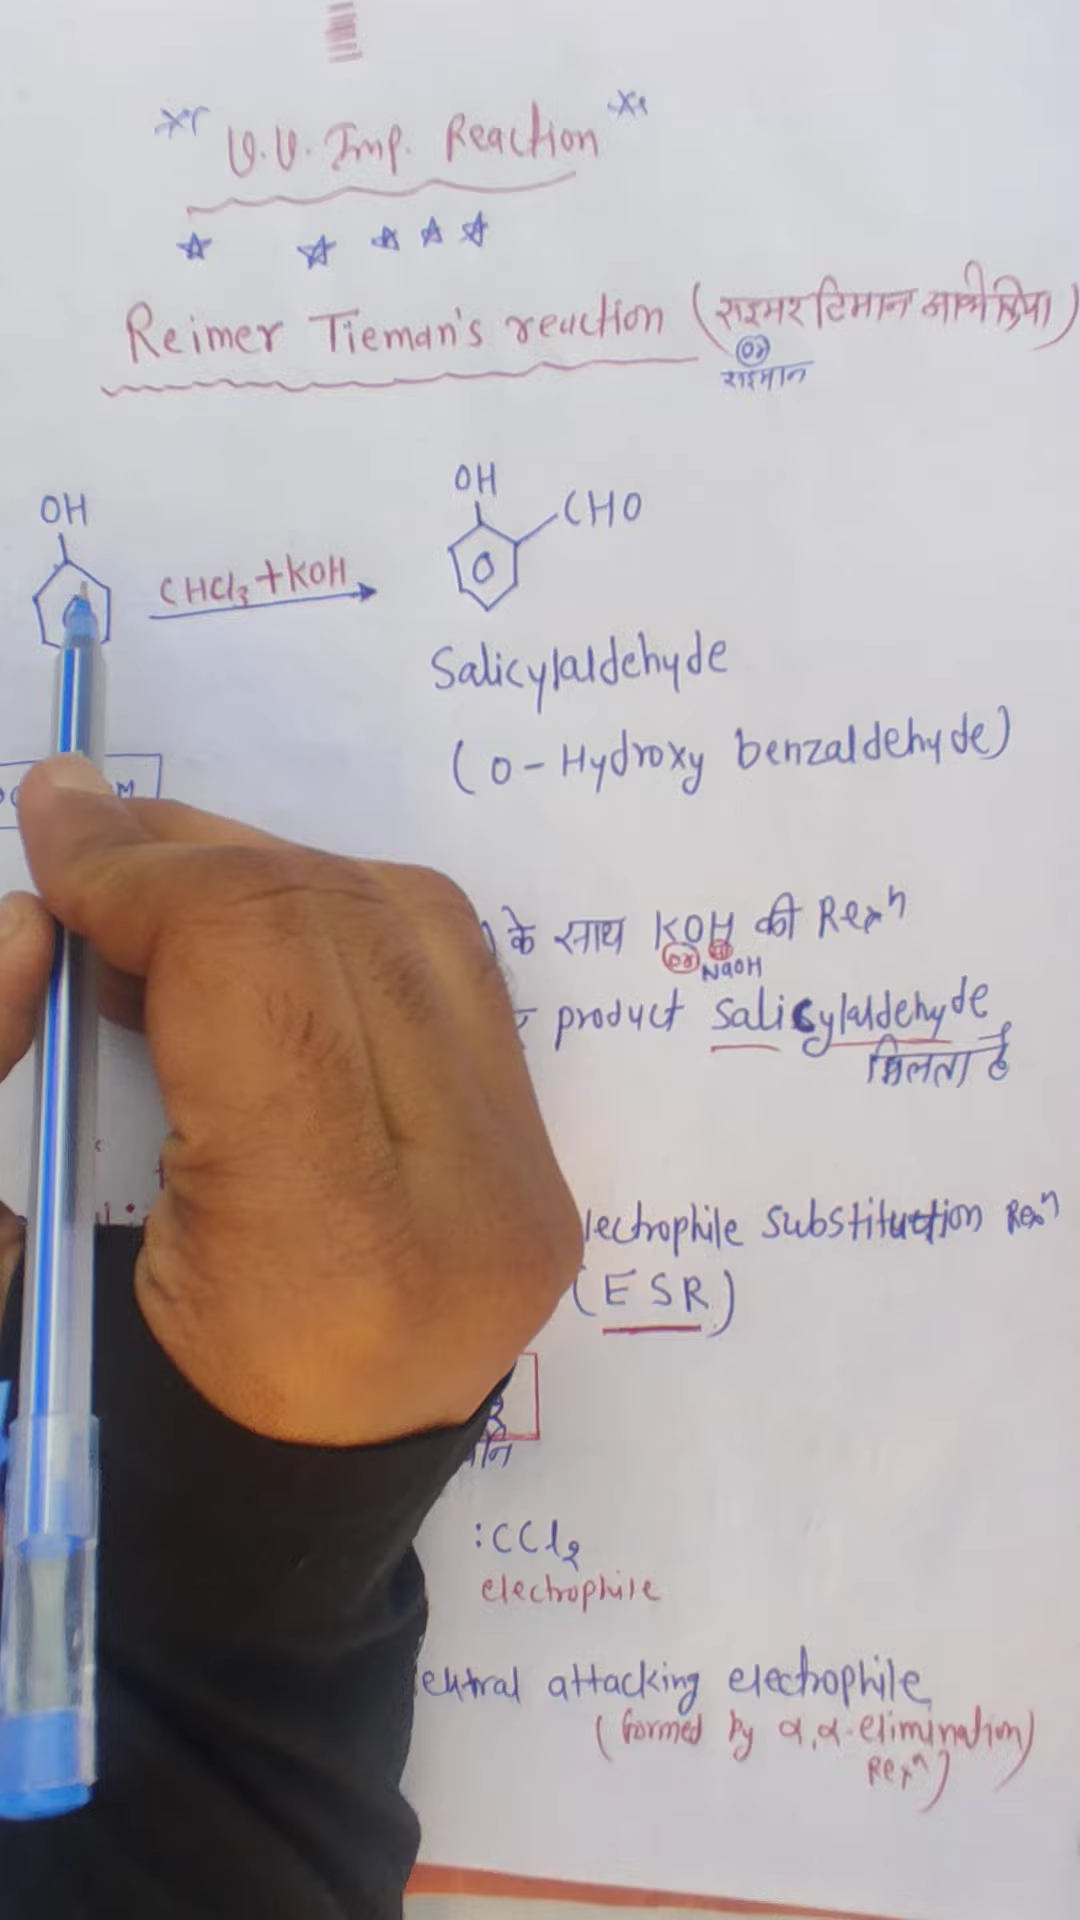 V.V. Imp. Reaction
Reimer Tieman's reaction (राइमर टिमान अभिक्रिया)
or
राइमान
OH
CHCl₃+KOH
OH
CHO
Salicylaldehyde
(O-Hydroxy benzaldehyde)
के साथ KOH की Rexⁿ
or NaOH
product Salicylaldehyde
मिलता है
lectrophile substitution Rexⁿ
(ESR)
:CCl₂
electrophile
eutral attacking electrophile
(formed by α,α-elimination)
Rexⁿ)